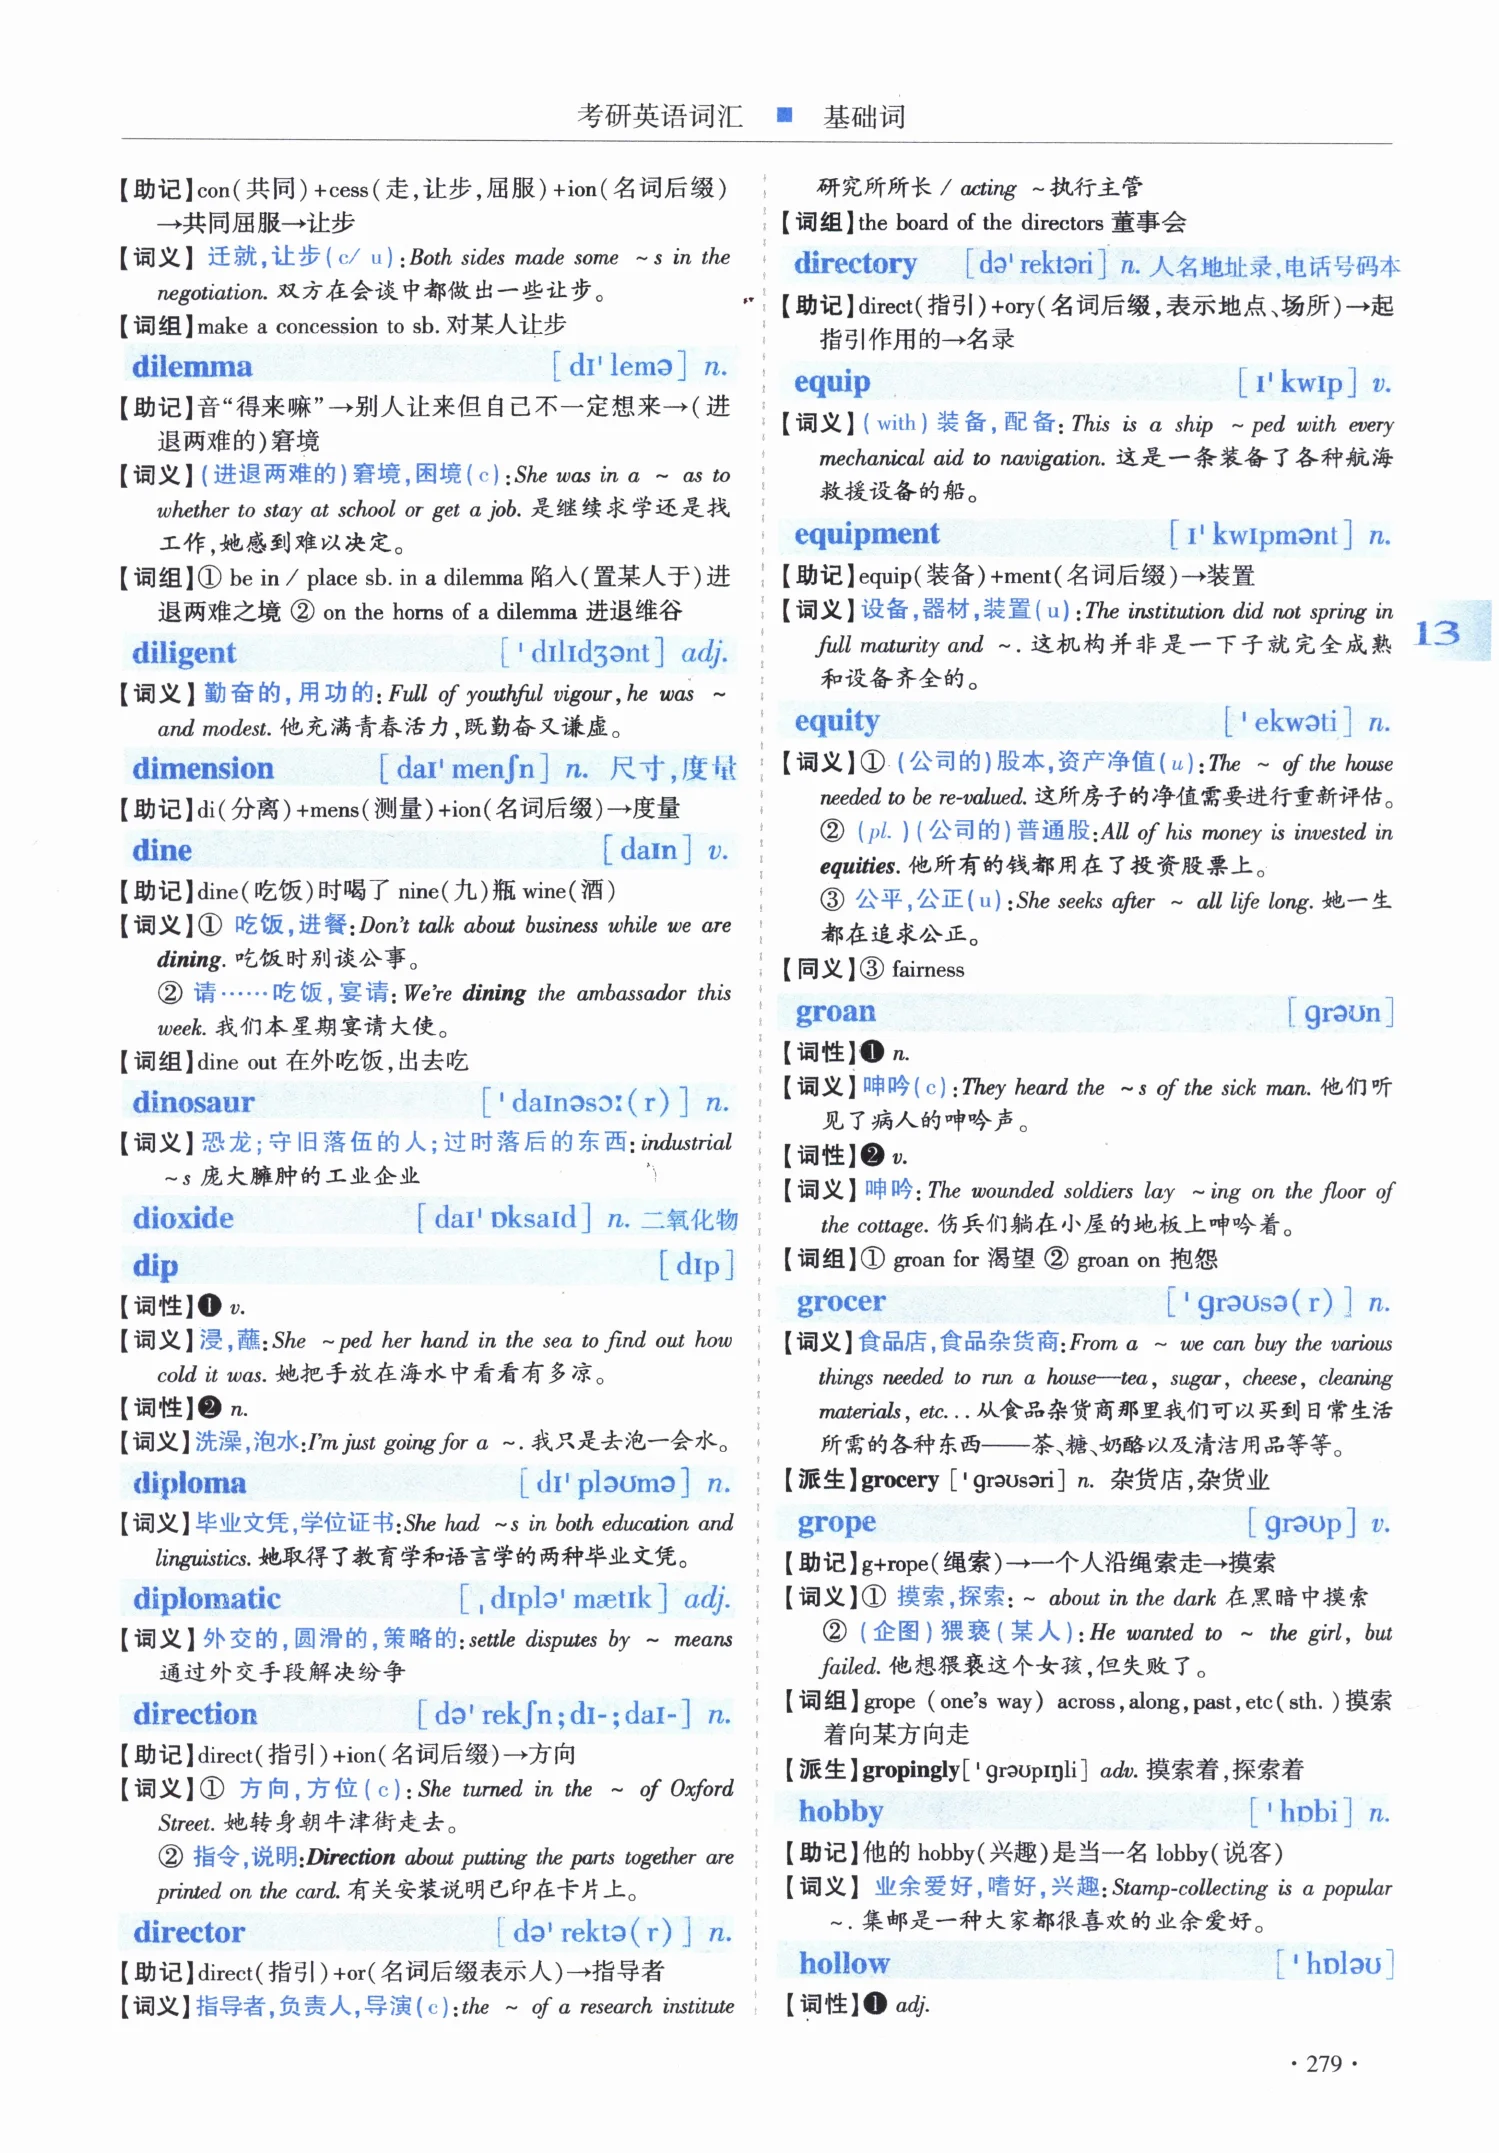 考研英语词汇 ■ 基础词
【助记】con(共同)+cess(走,让步,屈服)+ion(名词后缀)
→共同屈服→让步
【词义】迁就,让步(c/ u):Both sides made some ~s in the
negotiation. 双方在会谈中都做出一些让步。
【词组】make a concession to sb. 对某人让步
dilemma [dɪˈlemə] n.
【助记】音“得来嘛”→别人让来但自己不一定想来→(进
退两难的)窘境
【词义】(进退两难的)窘境,困境(c):She was in a ~ as to
whether to stay at school or get a job. 是继续求学还是找
工作,她感到难以决定。
【词组】① be in / place sb. in a dilemma 陷入(置某人于)进
退两难之境 ② on the horns of a dilemma 进退维谷
diligent [ˈdɪlɪdʒənt] adj.
【词义】勤奋的,用功的:Full of youthful vigour,he was ~
and modest. 他充满青春活力,既勤奋又谦虚。
dimension [daɪˈmenʃn] n. 尺寸,度量
【助记】di(分离)+mens(测量)+ion(名词后缀)→度量
dine [daɪn] v.
【助记】dine(吃饭)时喝了 nine(九)瓶 wine(酒)
【词义】① 吃饭,进餐:Don't talk about business while we are
dining. 吃饭时别谈公事。
② 请……吃饭,宴请:We're dining the ambassador this
week. 我们本星期宴请大使。
【词组】dine out 在外吃饭,出去吃
dinosaur [ˈdaɪnəsɔː(r)] n.
【词义】恐龙;守旧落伍的人;过时落后的东西:industrial
~s 庞大臃肿的工业企业
dioxide [daɪˈɒksaɪd] n. 二氧化物
dip [dɪp]
【词性】❶ v.
【词义】浸,蘸:She ~ped her hand in the sea to find out how
cold it was. 她把手放在海水中看看有多凉。
【词性】❷ n.
【词义】洗澡,泡水:I'm just going for a ~. 我只是去泡一会水。
diploma [dɪˈpləʊmə] n.
【词义】毕业文凭,学位证书:She had ~s in both education and
linguistics. 她取得了教育学和语言学的两种毕业文凭。
diplomatic [ˌdɪpləˈmætɪk] adj.
【词义】外交的,圆滑的,策略的:settle disputes by ~ means
通过外交手段解决纷争
direction [dəˈrekʃn;dɪ-;daɪ-] n.
【助记】direct(指引)+ion(名词后缀)→方向
【词义】① 方向,方位(c):She turned in the ~ of Oxford
Street. 她转身朝牛津街走去。
② 指令,说明:Direction about putting the parts together are
printed on the card. 有关安装说明已印在卡片上。
director [dəˈrektə(r)] n.
【助记】direct(指引)+or(名词后缀表示人)→指导者
【词义】指导者,负责人,导演(c):the ~ of a research institute
研究所所长 / acting ~执行主管
【词组】the board of the directors 董事会
directory [dəˈrektəri] n. 人名地址录,电话号码本
【助记】direct(指引)+ory(名词后缀,表示地点、场所)→起
指引作用的→名录
equip [ɪˈkwɪp] v.
【词义】(with)装备,配备:This is a ship ~ped with every
mechanical aid to navigation. 这是一条装备了各种航海
救援设备的船。
equipment [ɪˈkwɪpmənt] n.
【助记】equip(装备)+ment(名词后缀)→装置
【词义】设备,器材,装置(u):The institution did not spring in
full maturity and ~. 这机构并非是一下子就完全成熟
和设备齐全的。
13
equity [ˈekwəti] n.
【词义】① (公司的)股本,资产净值(u):The ~ of the house
needed to be re-valued. 这所房子的净值需要进行重新评估。
② (pl. )(公司的)普通股:All of his money is invested in
equities. 他所有的钱都用在了投资股票上。
③ 公平,公正(u):She seeks after ~ all life long. 她一生
都在追求公正。
【同义】③ fairness
groan [ɡrəʊn]
【词性】❶ n.
【词义】呻吟(c):They heard the ~s of the sick man. 他们听
见了病人的呻吟声。
【词性】❷ v.
【词义】呻吟:The wounded soldiers lay ~ing on the floor of
the cottage. 伤兵们躺在小屋的地板上呻吟着。
【词组】① groan for 渴望 ② groan on 抱怨
grocer [ˈɡrəʊsə(r)] n.
【词义】食品店,食品杂货商:From a ~ we can buy the various
things needed to run a house—tea, sugar, cheese, cleaning
materials, etc... 从食品杂货商那里我们可以买到日常生活
所需的各种东西——茶、糖、奶酪以及清洁用品等等。
【派生】grocery [ˈɡrəʊsəri] n. 杂货店,杂货业
grope [ɡrəʊp] v.
【助记】g+rope(绳索)→一个人沿绳索走→摸索
【词义】① 摸索,探索:~ about in the dark 在黑暗中摸索
② (企图)猥亵(某人):He wanted to ~ the girl, but
failed. 他想猥亵这个女孩,但失败了。
【词组】grope (one's way) across,along,past,etc(sth. )摸索
着向某方向走
【派生】gropingly[ˈɡrəʊpɪŋli] adv. 摸索着,探索着
hobby [ˈhɒbi] n.
【助记】他的 hobby(兴趣)是当一名 lobby(说客)
【词义】业余爱好,嗜好,兴趣:Stamp-collecting is a popular
~. 集邮是一种大家都很喜欢的业余爱好。
hollow [ˈhɒləʊ]
【词性】❶ adj.
·279·